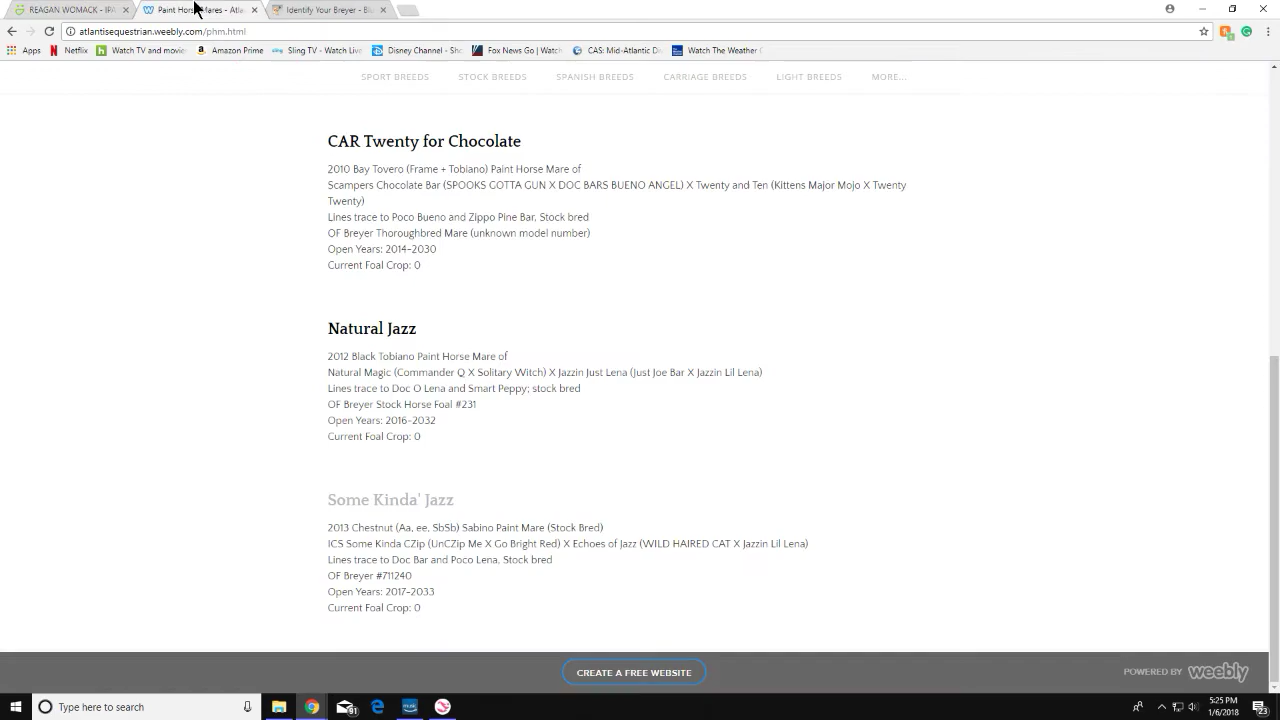 REAGAN WOMACK - IPA
Paint Hors
ares - Atla
Identify Your Breyer - Bl
atlantisequestrian.weebly.com/phm.html
Apps
Netflix
Watch TV and movie
Amazon Prime
Sling TV - Watch Live
Disney Channel - Sho
Fox News Go | Watch
CAS: Mid-Atlantic Di
Watch The Weather C
SPORT BREEDS
STOCK BREEDS
SPANISH BREEDS
CARRIAGE BREEDS
LIGHT BREEDS
MORE...
CAR Twenty for Chocolate
2010 Bay Tovero (Frame + Tobiano) Paint Horse Mare of
Scampers Chocolate Bar (SPOOKS GOTTA GUN X DOC BARS BUENO ANGEL) X Twenty and Ten (Kittens Major Mojo X Twenty
Twenty)
Lines trace to Poco Bueno and Zippo Pine Bar, Stock bred
OF Breyer Thoroughbred Mare (unknown model number)
Open Years: 2014-2030
Current Foal Crop: 0
Natural Jazz
2012 Black Tobiano Paint Horse Mare of
Natural Magic (Commander Q X Solitary Witch) X Jazzin Just Lena (Just Joe Bar X Jazzin Lil Lena)
Lines trace to Doc O Lena and Smart Peppy; stock bred
OF Breyer Stock Horse Foal #231
Open Years: 2016-2032
Current Foal Crop: 0
Some Kinda' Jazz
2013 Chestnut (Aa, ee, SbSb) Sabino Paint Mare (Stock Bred)
ICS Some Kinda CZip (UnCZip Me X Go Bright Red) X Echoes of Jazz (WILD HAIRED CAT X Jazzin Lil Lena)
Lines trace to Doc Bar and Poco Lena, Stock bred
OF Breyer #711240
Open Years: 2017-2033
Current Foal Crop: 0
CREATE A FREE WEBSITE
POWERED BY weebly
Type here to search
5:25 PM
1/6/2018